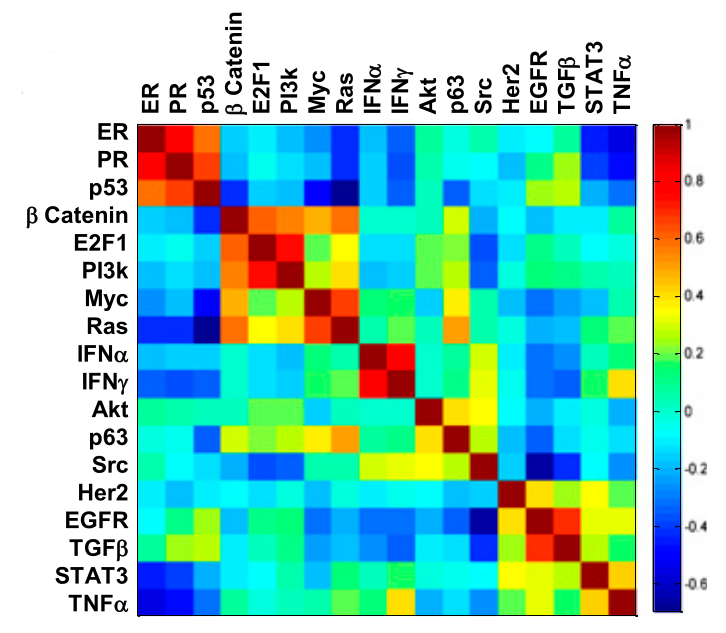 ER PR p53 β Catenin E2F1 PI3k Myc Ras IFNα IFNγ Akt p63 Src Her2 EGFR TGFβ STAT3 TNFα
ER
PR
p53
β Catenin
E2F1
PI3k
Myc
Ras
IFNα
IFNγ
Akt
p63
Src
Her2
EGFR
TGFβ
STAT3
TNFα
1
0.8
0.6
0.4
0.2
0
-0.2
-0.4
-0.6